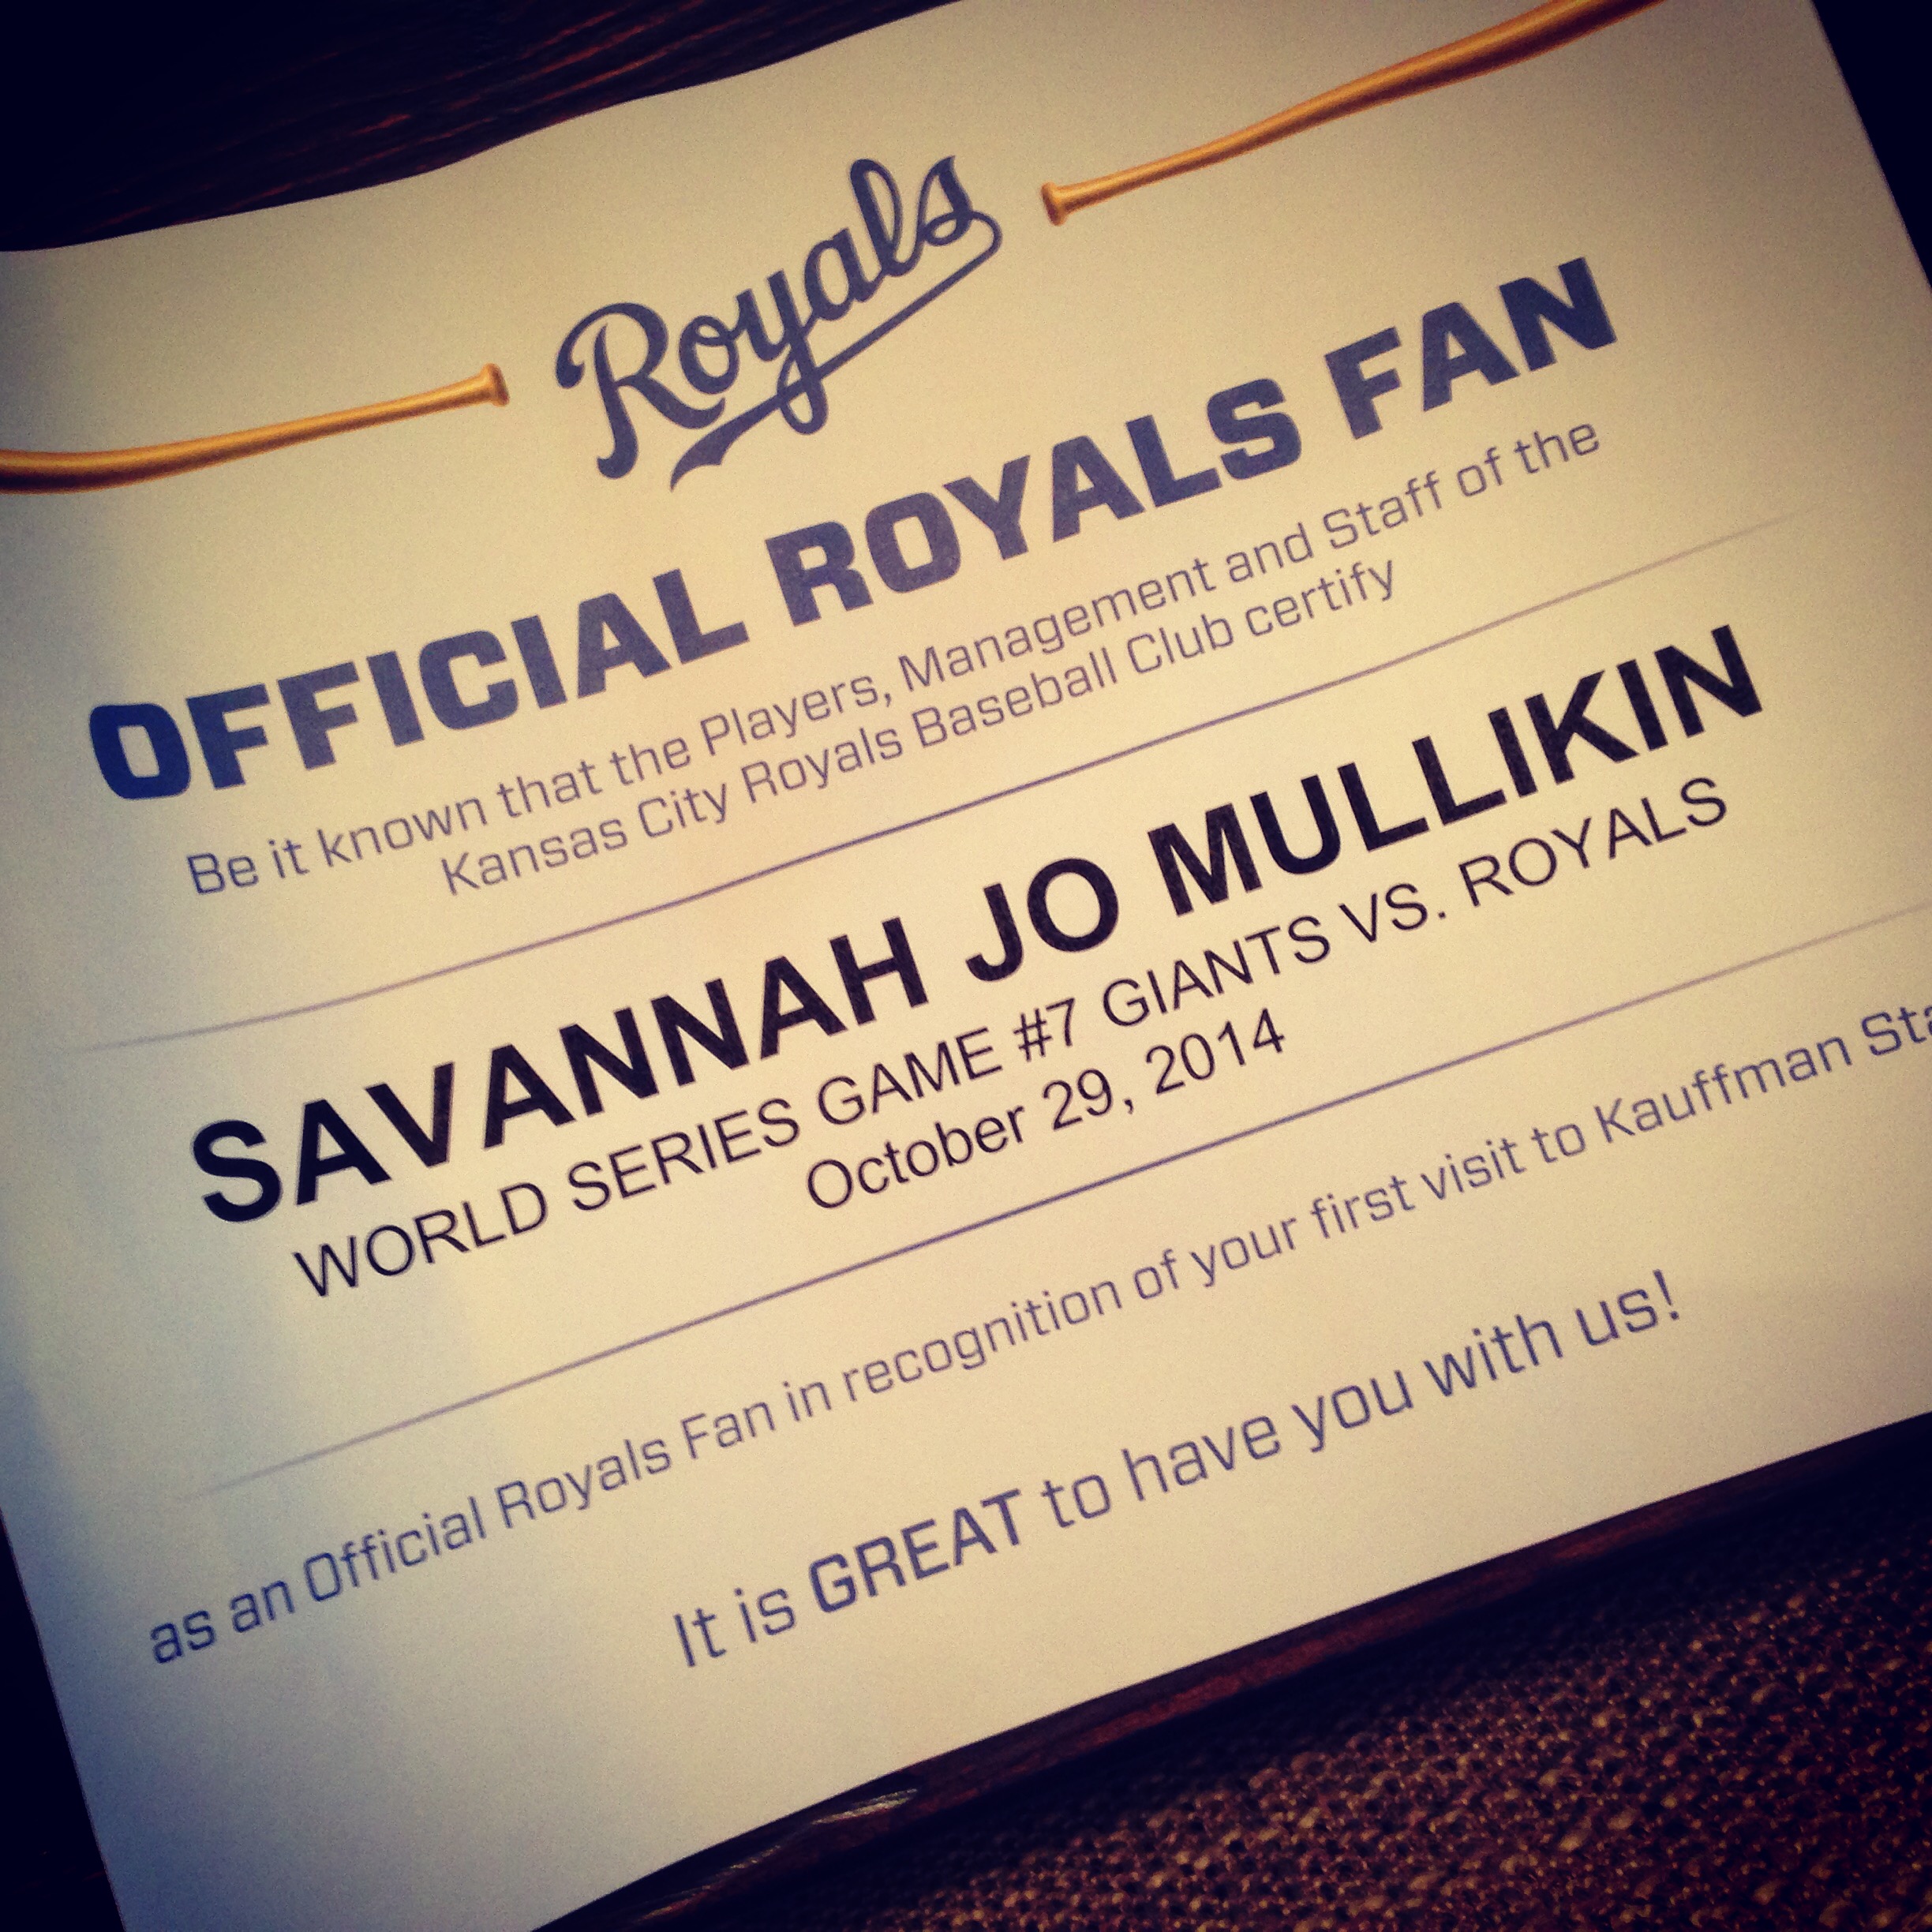 Royals
OFFICIAL ROYALS FAN
Be it known that the Players, Management and Staff of the
Kansas City Royals Baseball Club certify
SAVANNAH JO MULLIKIN
WORLD SERIES GAME #7 GIANTS VS. ROYALS
October 29, 2014
as an Official Royals Fan in recognition of your first visit to Kauffman Sta
It is GREAT to have you with us!